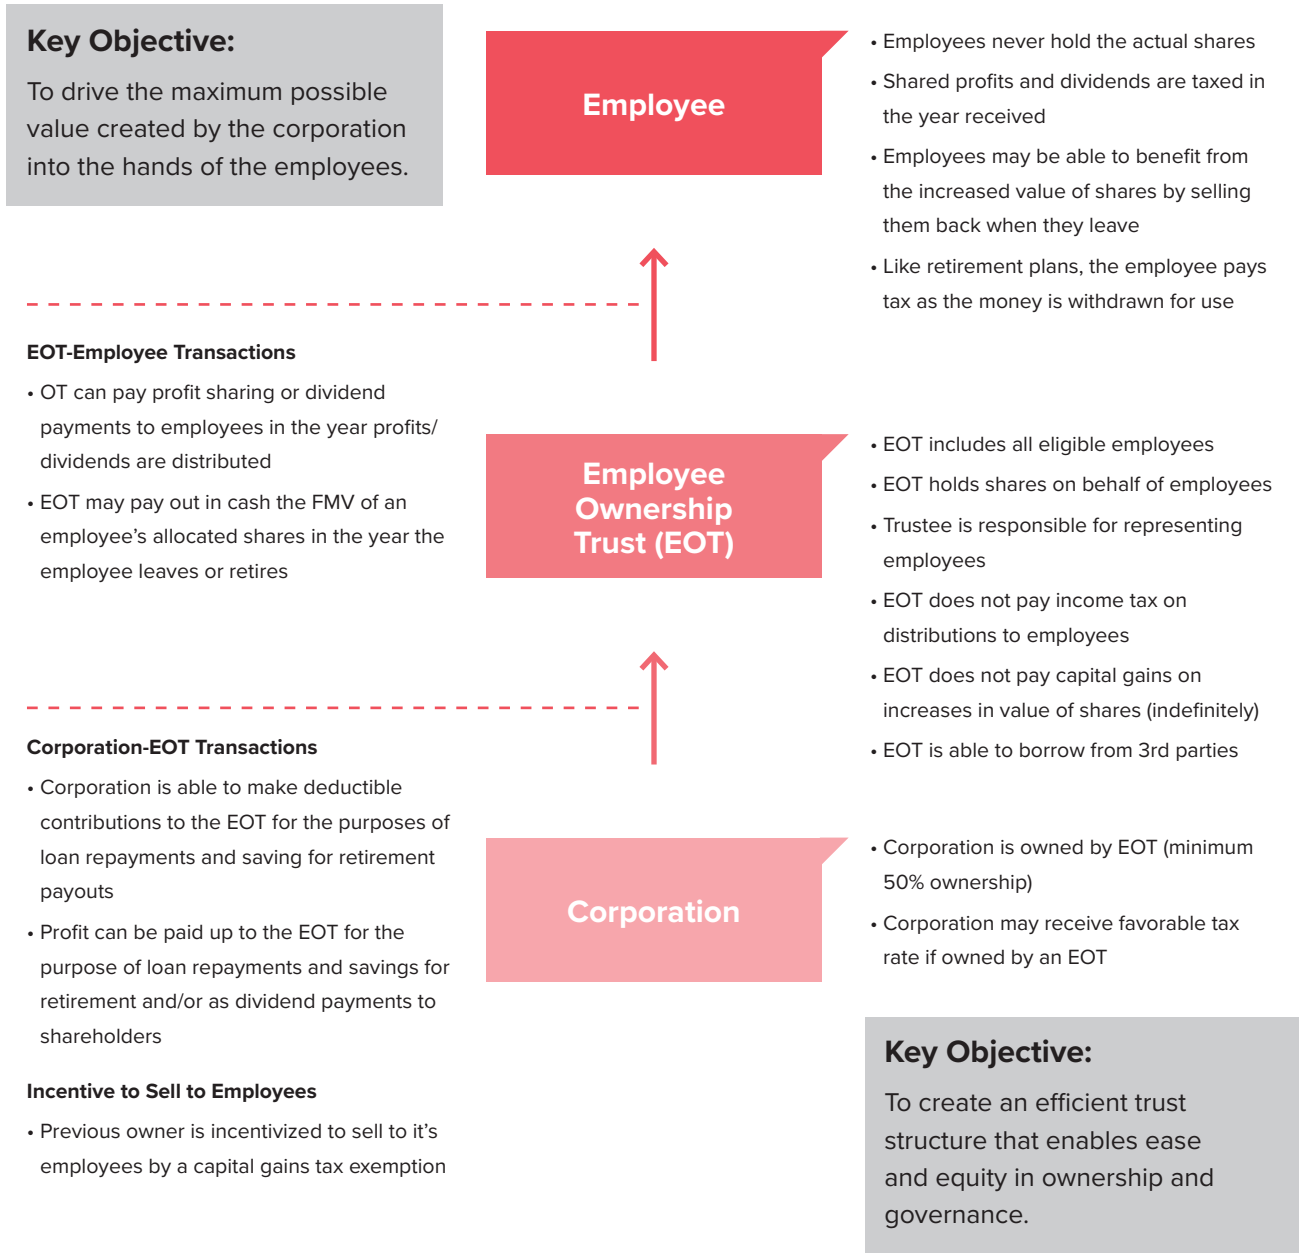 Key Objective:
To drive the maximum possible
value created by the corporation
into the hands of the employees.
Employee
• Employees never hold the actual shares
• Shared profits and dividends are taxed in
the year received
• Employees may be able to benefit from
the increased value of shares by selling
them back when they leave
• Like retirement plans, the employee pays
tax as the money is withdrawn for use
EOT-Employee Transactions
• OT can pay profit sharing or dividend
payments to employees in the year profits/
dividends are distributed
• EOT may pay out in cash the FMV of an
employee’s allocated shares in the year the
employee leaves or retires
Employee
Ownership
Trust (EOT)
• EOT includes all eligible employees
• EOT holds shares on behalf of employees
• Trustee is responsible for representing
employees
• EOT does not pay income tax on
distributions to employees
• EOT does not pay capital gains on
increases in value of shares (indefinitely)
• EOT is able to borrow from 3rd parties
Corporation-EOT Transactions
• Corporation is able to make deductible
contributions to the EOT for the purposes of
loan repayments and saving for retirement
payouts
• Profit can be paid up to the EOT for the
purpose of loan repayments and savings for
retirement and/or as dividend payments to
shareholders
Corporation
• Corporation is owned by EOT (minimum
50% ownership)
• Corporation may receive favorable tax
rate if owned by an EOT
Incentive to Sell to Employees
• Previous owner is incentivized to sell to it’s
employees by a capital gains tax exemption
Key Objective:
To create an efficient trust
structure that enables ease
and equity in ownership and
governance.